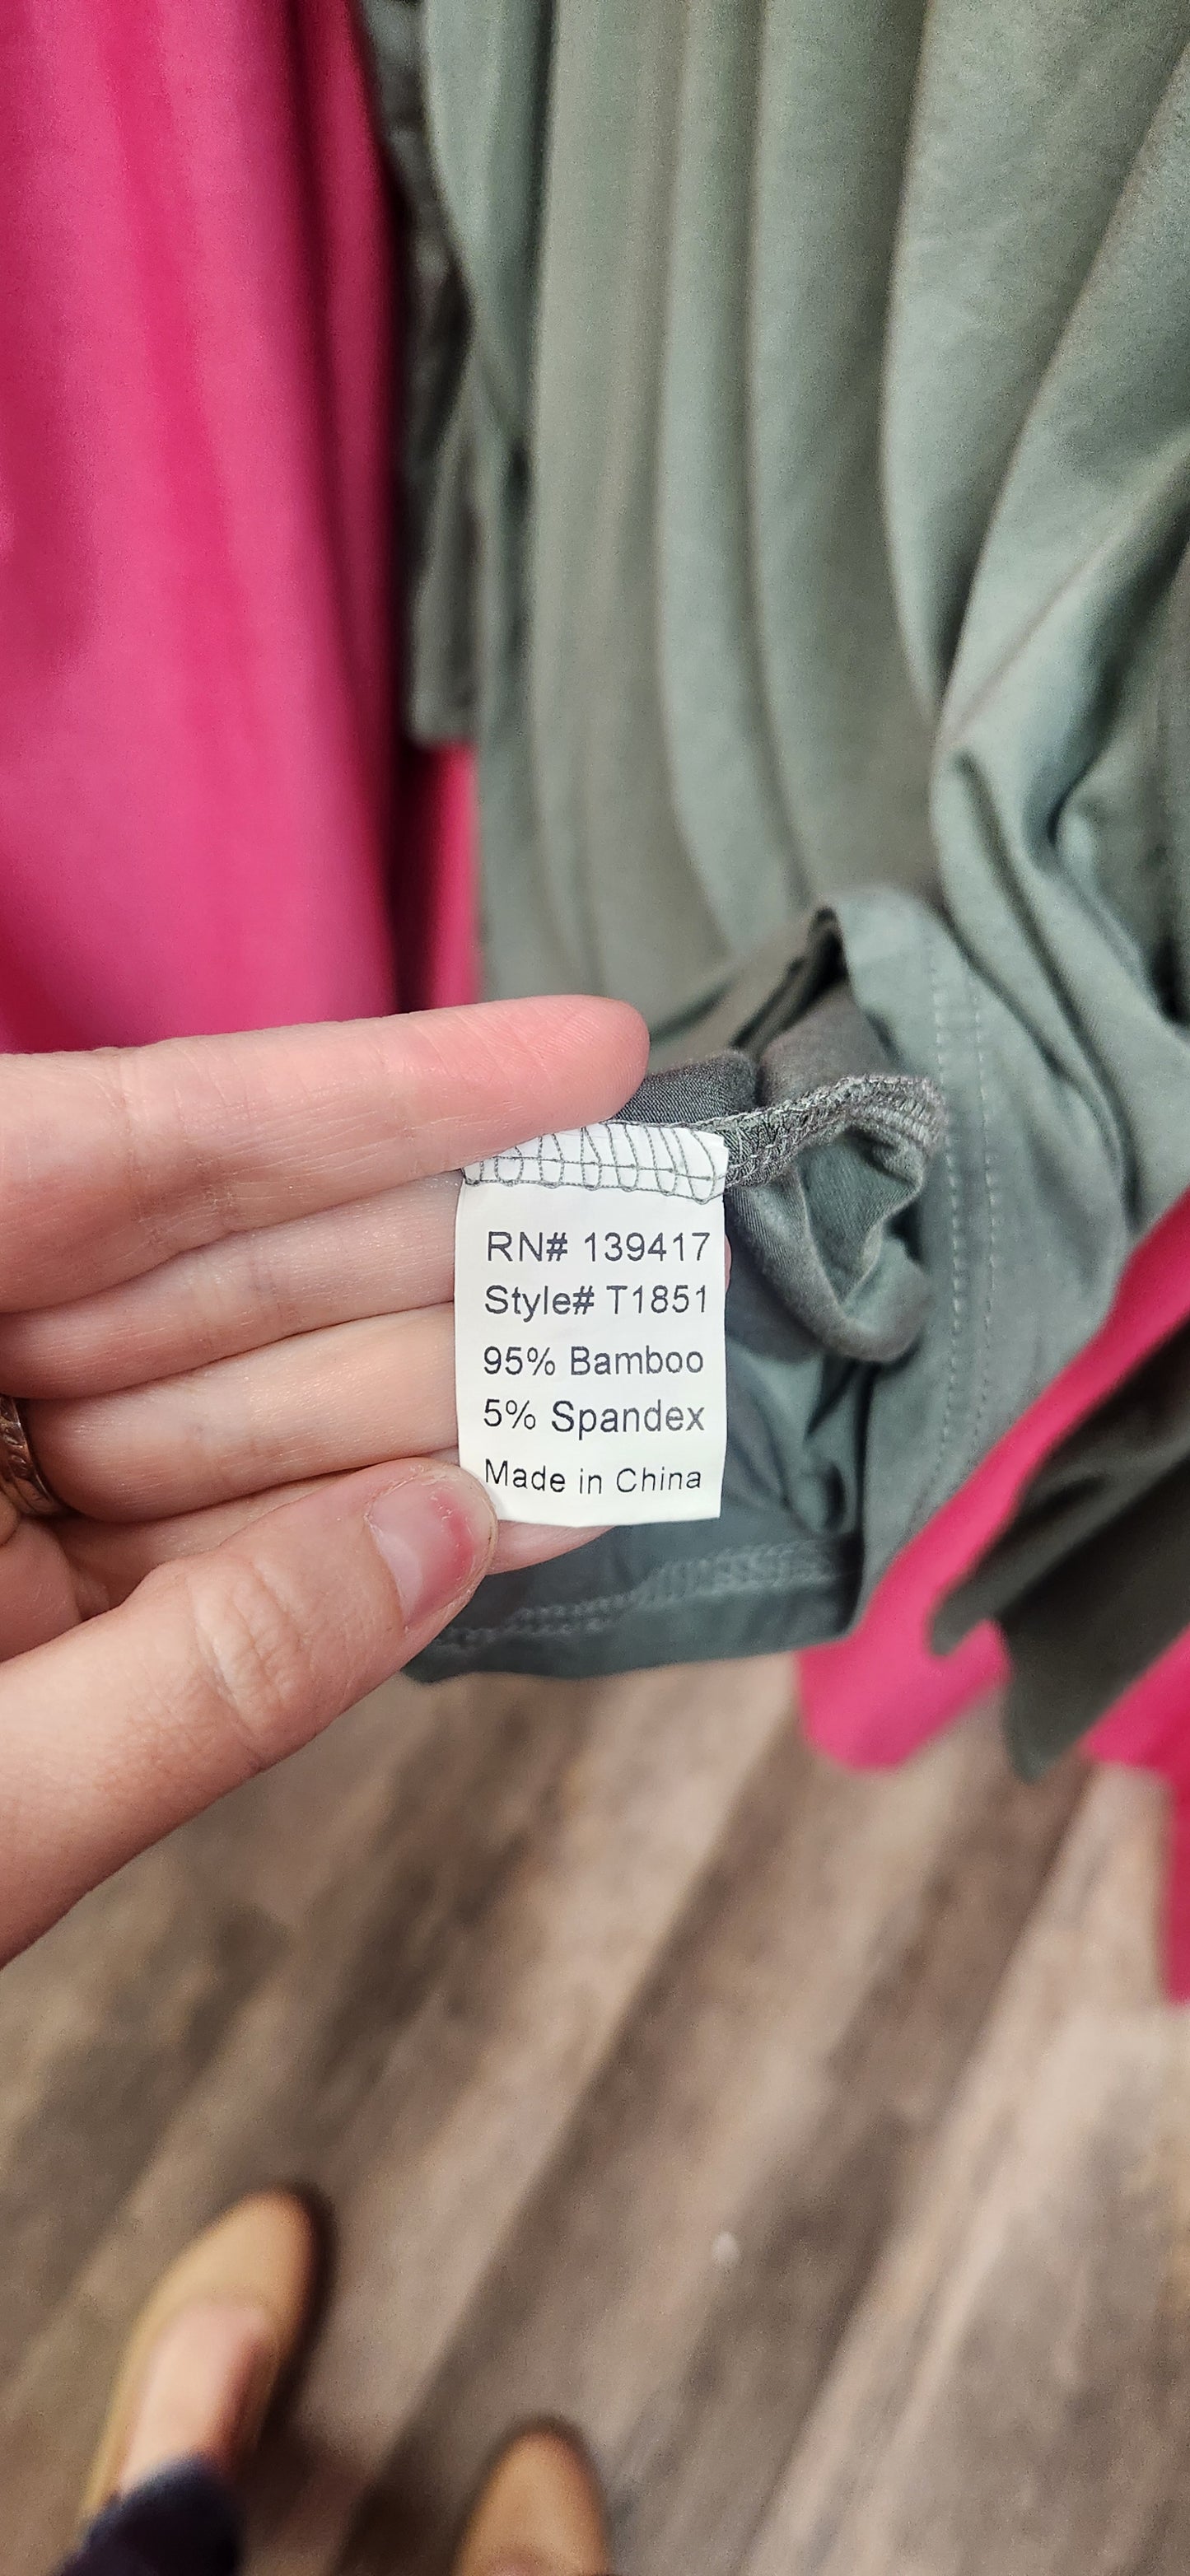 RN# 139417
Style# T1851
95% Bamboo
5% Spandex
Made in China